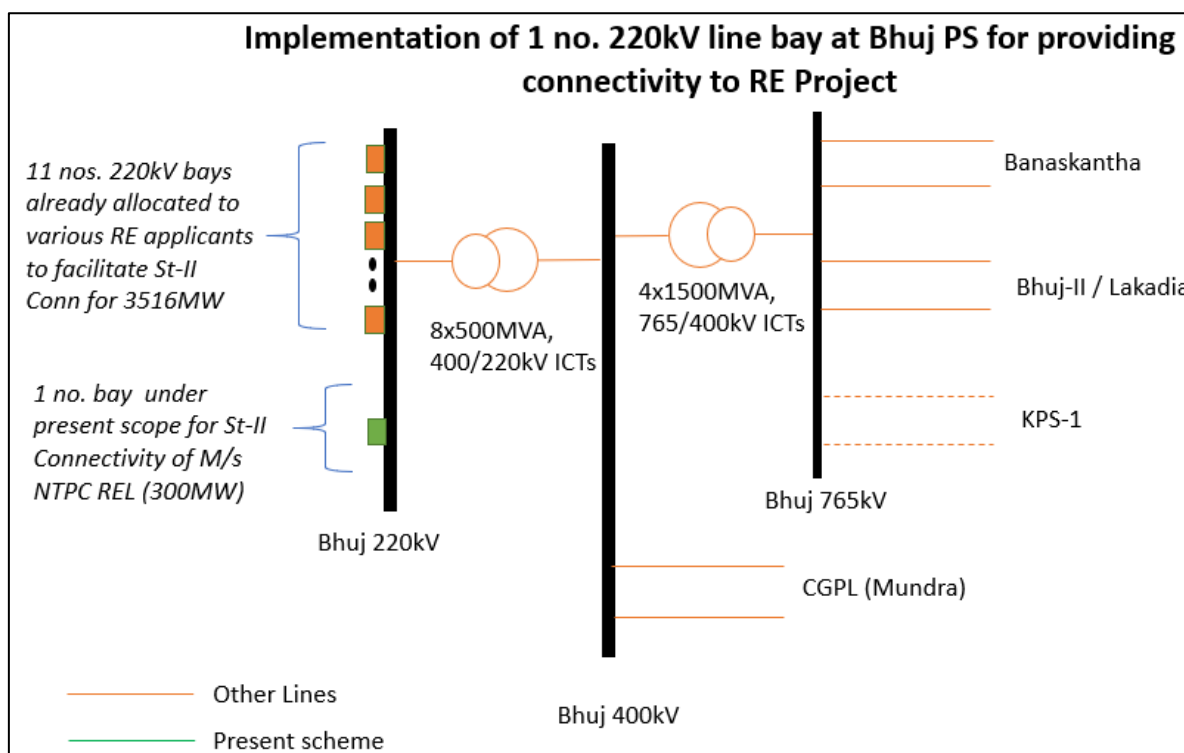 Implementation of 1 no. 220kV line bay at Bhuj PS for providing
connectivity to RE Project
11 nos. 220kV bays
already allocated to
various RE applicants
to facilitate St-II
Conn for 3516MW
1 no. bay under
present scope for St-II
Connectivity of M/s
NTPC REL (300MW)
Bhuj 220kV
8x500MVA,
400/220kV ICTs
4x1500MVA,
765/400kV ICTs
Banaskantha
Bhuj-II / Lakadia
KPS-1
Bhuj 765kV
CGPL (Mundra)
Bhuj 400kV
Other Lines
Present scheme